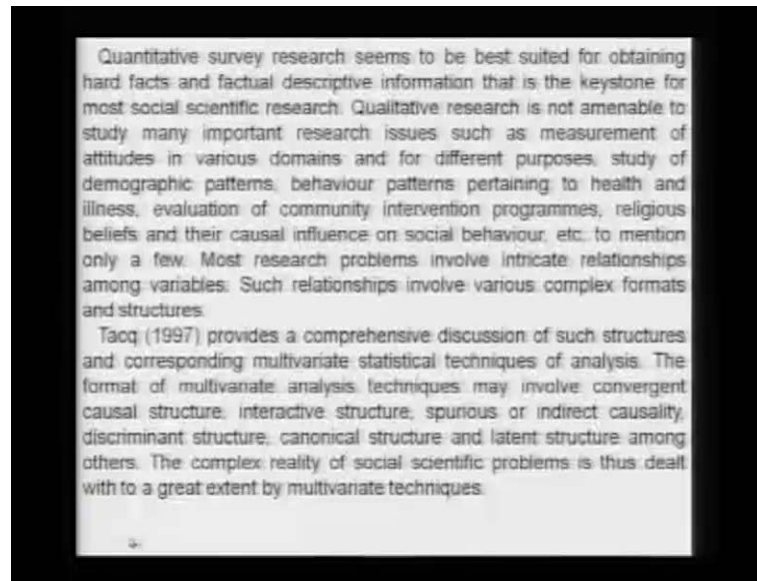 Quantitative survey research seems to be best suited for obtaining
hard facts and factual descriptive information that is the keystone for
most social scientific research. Qualitative research is not amenable to
study many important research issues such as measurement of
attitudes in various domains and for different purposes, study of
demographic patterns, behaviour patterns pertaining to health and
illness, evaluation of community intervention programmes, religious
beliefs and their causal influence on social behaviour, etc. to mention
only a few. Most research problems involve intricate relationships
among variables. Such relationships involve various complex formats
and structures.
Tacq (1997) provides a comprehensive discussion of such structures
and corresponding multivariate statistical techniques of analysis. The
format of multivariate analysis techniques may involve convergent
causal structure, interactive structure, spurious or indirect causality,
discriminant structure, canonical structure and latent structure among
others. The complex reality of social scientific problems is thus dealt
with to a great extent by multivariate techniques.